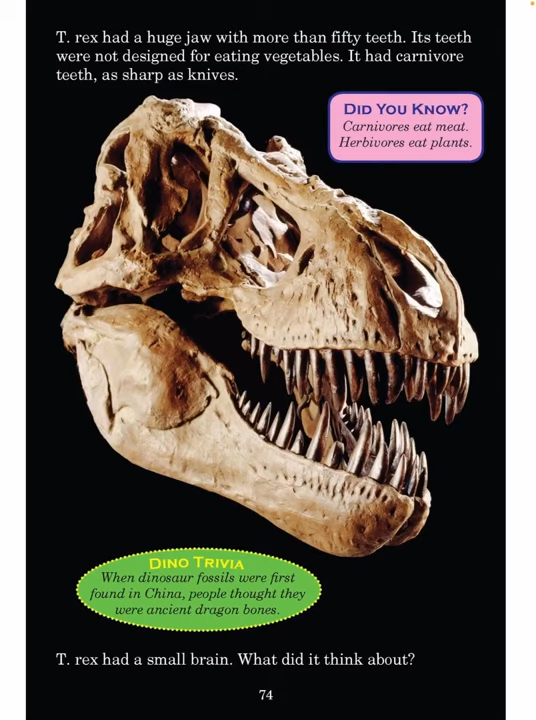 T. rex had a huge jaw with more than fifty teeth. Its teeth
were not designed for eating vegetables. It had carnivore
teeth, as sharp as knives.
DID YOU KNOW?
Carnivores eat meat.
Herbivores eat plants.
DINO TRIVIA
When dinosaur fossils were first
found in China, people thought they
were ancient dragon bones.
T. rex had a small brain. What did it think about?
74